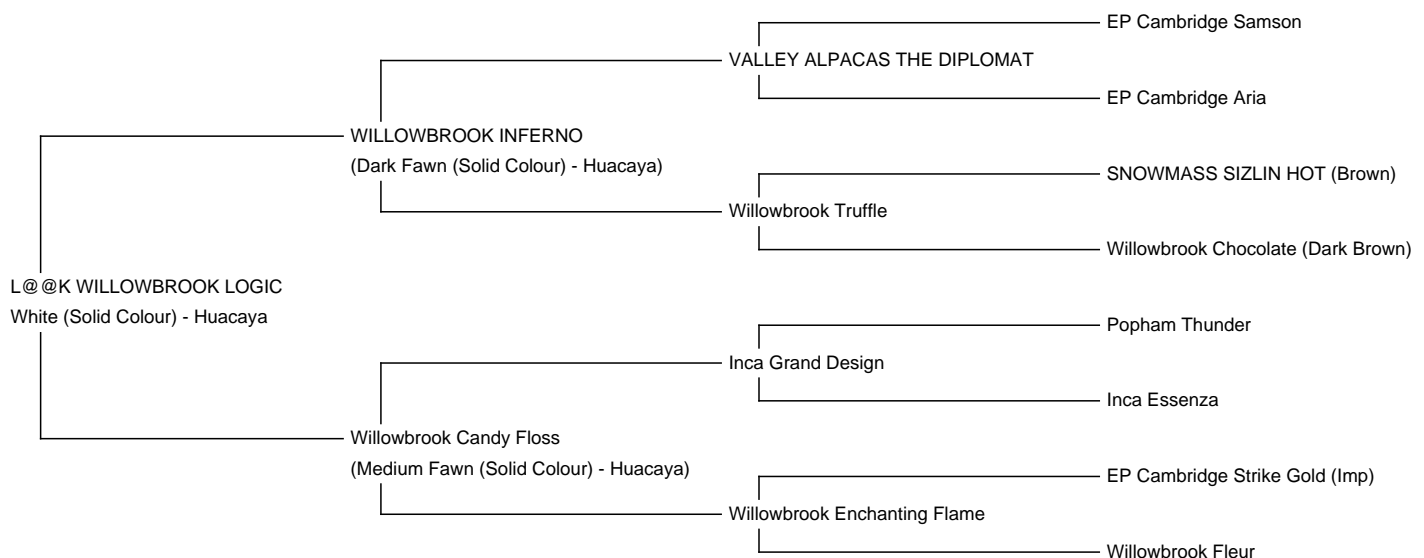 EP Cambridge Samson
VALLEY ALPACAS THE DIPLOMAT
EP Cambridge Aria
WILLOWBROOK INFERNO
(Dark Fawn (Solid Colour) - Huacaya)
SNOWMASS SIZLIN HOT (Brown)
Willowbrook Truffle
Willowbrook Chocolate (Dark Brown)
L@@K WILLOWBROOK LOGIC
White (Solid Colour) - Huacaya
Popham Thunder
Inca Grand Design
Inca Essenza
Willowbrook Candy Floss
(Medium Fawn (Solid Colour) - Huacaya)
EP Cambridge Strike Gold (Imp)
Willowbrook Enchanting Flame
Willowbrook Fleur